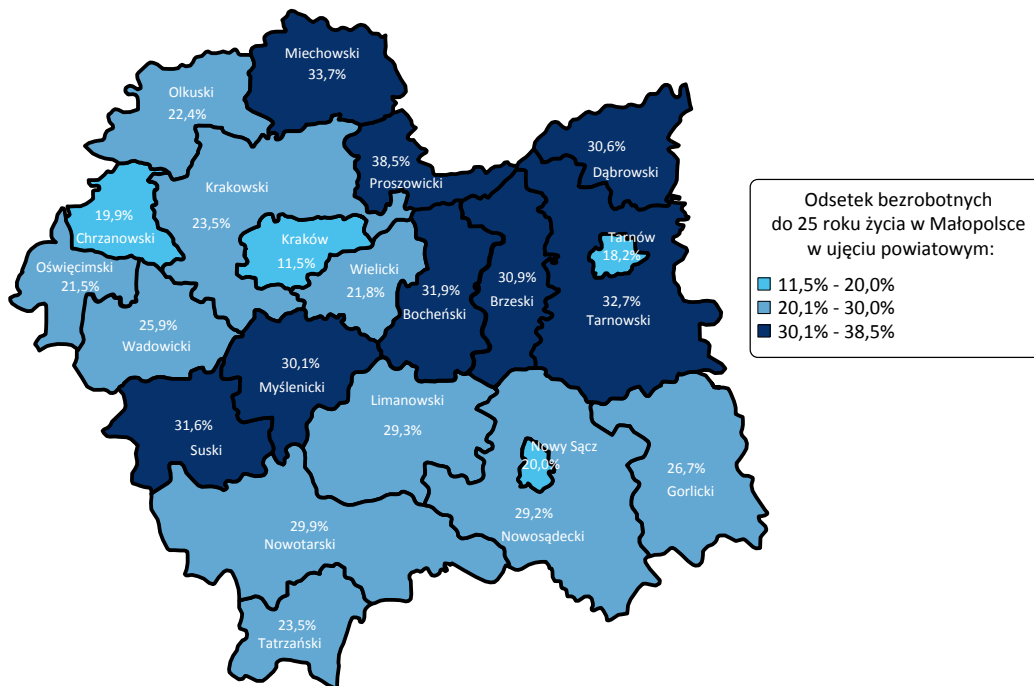 Miechowski
33,7%
Olkuski
22,4%
38,5%
Proszowicki
30,6%
Dąbrowski
Krakowski
23,5%
19,9%
Chrzanowski
Kraków
11,5%
Tarnów
18,2%
Oświęcimski
21,5%
Wielicki
21,8%
31,9%
Bocheński
30,9%
Brzeski
32,7%
Tarnowski
25,9%
Wadowicki
30,1%
Myślenicki
Limanowski
29,3%
31,6%
Suski
Nowy Sącz
20,0%
26,7%
Gorlicki
29,2%
Nowosądecki
29,9%
Nowotarski
23,5%
Tatrzański
Odsetek bezrobotnych
do 25 roku życia w Małopolsce
w ujęciu powiatowym:
11,5% - 20,0%
20,1% - 30,0%
30,1% - 38,5%